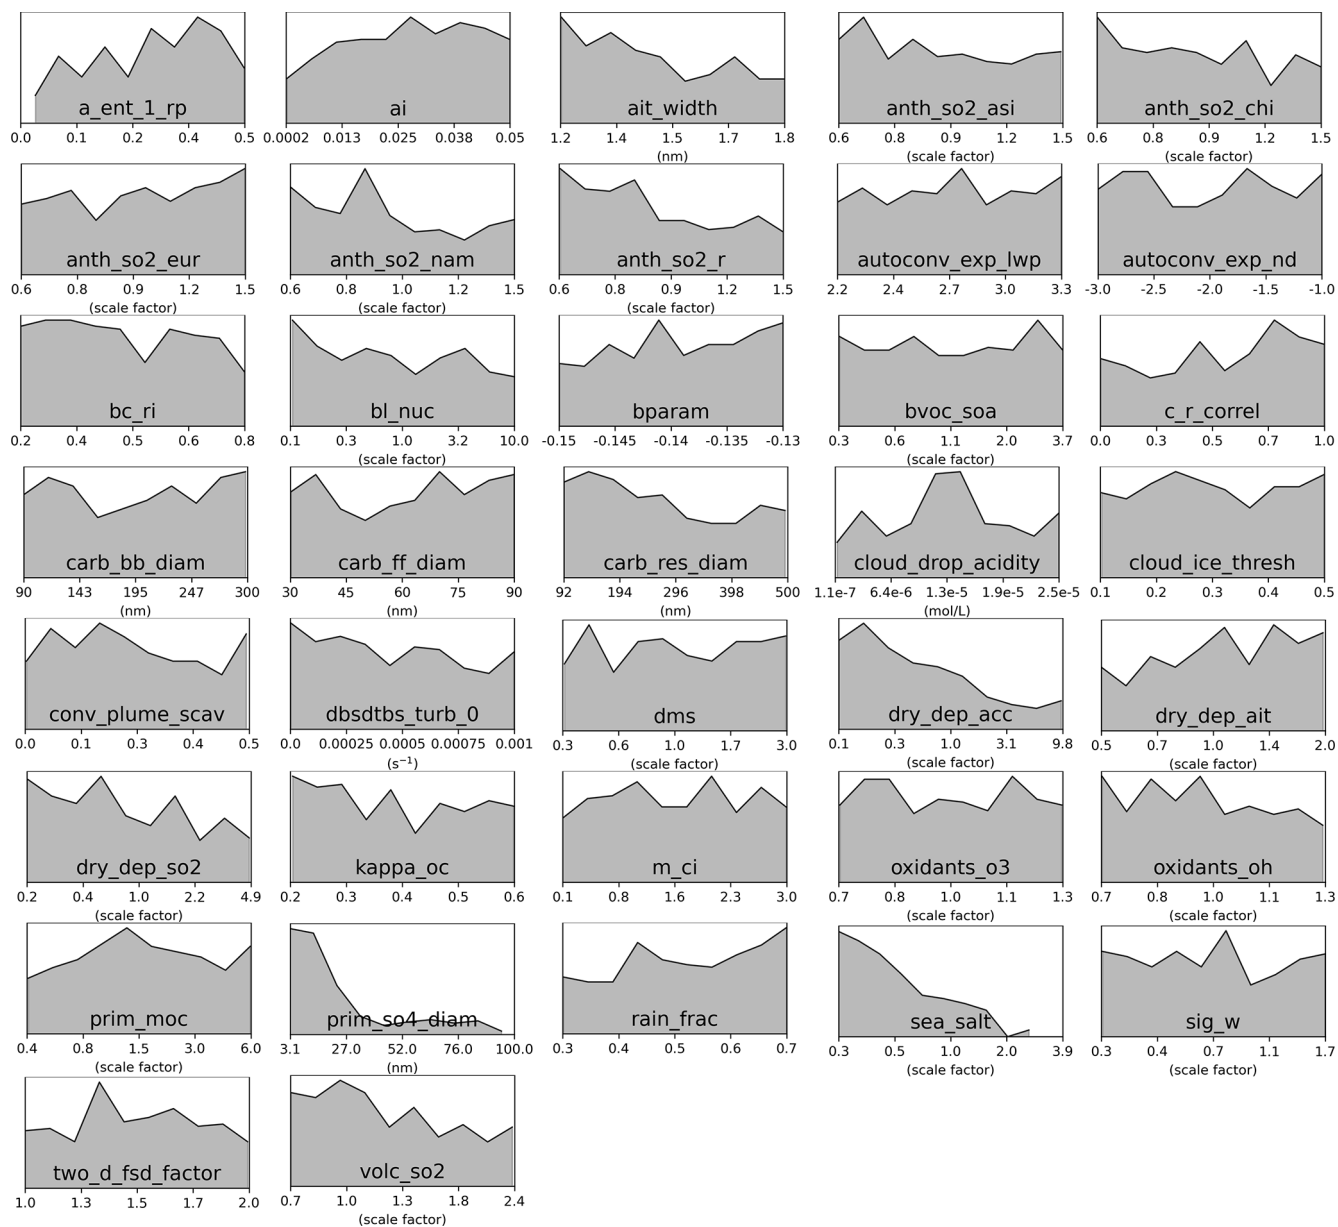 a_ent_1_rp ai ait_width anth_so2_asi anth_so2_chi
0.0 0.1 0.2 0.4 0.5 0.0002 0.013 0.025 0.038 0.05 1.2 1.4 1.5 1.7 1.8 0.6 0.8 0.9 1.2 1.5 0.6 0.8 0.9 1.2 1.5
(nm) (scale factor) (scale factor)
anth_so2_eur anth_so2_nam anth_so2_r autoconv_exp_lwp autoconv_exp_nd
0.6 0.8 0.9 1.2 1.5 0.6 0.8 1.0 1.2 1.5 0.6 0.8 0.9 1.2 1.5 2.2 2.4 2.7 3.0 3.3 -3.0 -2.5 -2.0 -1.5 -1.0
(scale factor) (scale factor) (scale factor)
bc_ri bl_nuc bparam bvoc_soa c_r_correl
0.2 0.4 0.5 0.6 0.8 0.1 0.3 1.0 3.2 10.0 -0.15 -0.145 -0.14 -0.135 -0.13 0.3 0.6 1.1 2.0 3.7 0.0 0.3 0.5 0.7 1.0
(scale factor) (scale factor)
carb_bb_diam carb_ff_diam carb_res_diam cloud_drop_acidity cloud_ice_thresh
90 143 195 247 300 30 45 60 75 90 92 194 296 398 500 1.1e-7 6.4e-6 1.3e-5 1.9e-5 2.5e-5 0.1 0.2 0.3 0.4 0.5
(nm) (nm) (nm) (mol/L)
conv_plume_scav dbsdtbs_turb_0 dms dry_dep_acc dry_dep_ait
0.0 0.1 0.3 0.4 0.5 0.0 0.00025 0.0005 0.00075 0.001 0.3 0.6 1.0 1.7 3.0 0.1 0.3 1.0 3.1 9.8 0.5 0.7 1.0 1.4 2.0
(s⁻¹) (scale factor) (scale factor) (scale factor)
dry_dep_so2 kappa_oc m_ci oxidants_o3 oxidants_oh
0.2 0.4 1.0 2.2 4.9 0.2 0.3 0.4 0.5 0.6 0.1 0.8 1.6 2.3 3.0 0.7 0.8 1.0 1.1 1.3 0.7 0.8 1.0 1.1 1.3
(scale factor) (scale factor) (scale factor)
prim_moc prim_so4_diam rain_frac sea_salt sig_w
0.4 0.8 1.5 3.0 6.0 3.1 27.0 52.0 76.0 100.0 0.3 0.4 0.5 0.6 0.7 0.3 0.5 1.0 2.0 3.9 0.3 0.4 0.7 1.1 1.7
(scale factor) (nm) (scale factor) (scale factor)
two_d_fsd_factor volc_so2
1.0 1.3 1.5 1.7 2.0 0.7 1.0 1.3 1.8 2.4
(scale factor)